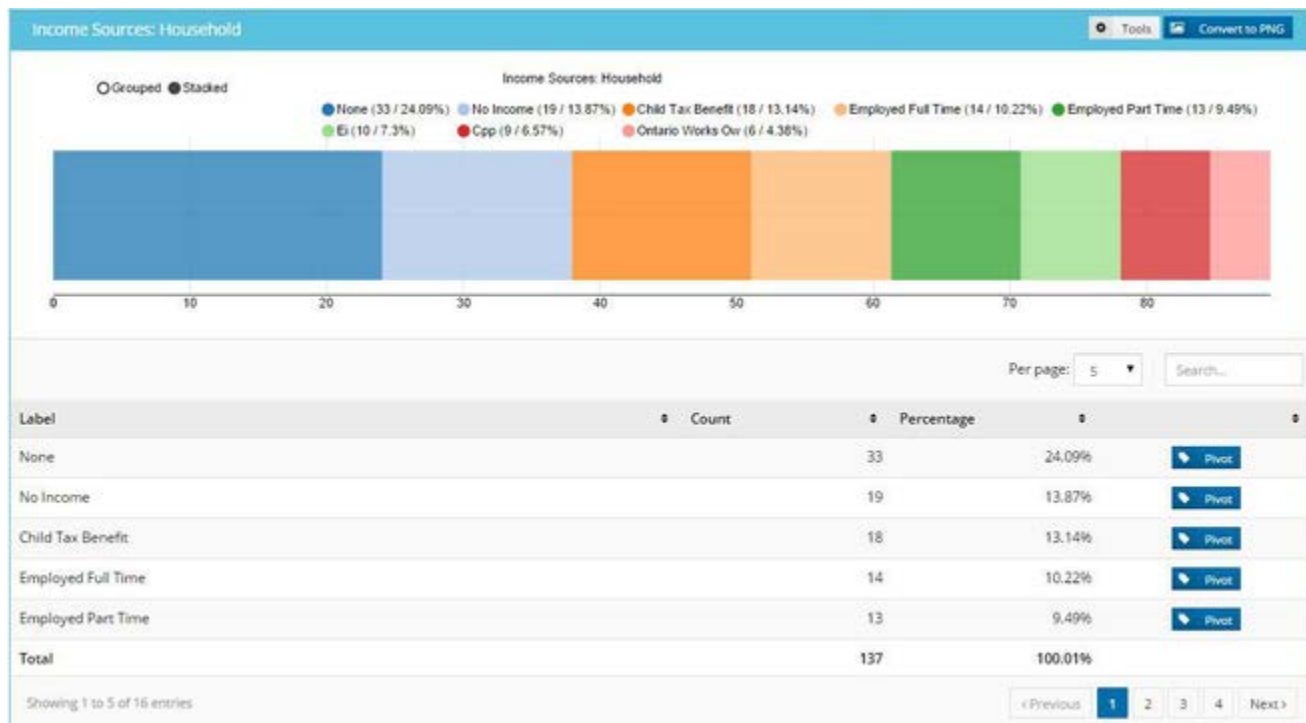 Income Sources: Household Tools Convert to PNG
Grouped Stacked
Income Sources: Household
None (33 / 24.09%) No Income (19 / 13.87%) Child Tax Benefit (18 / 13.14%) Employed Full Time (14 / 10.22%) Employed Part Time (13 / 9.49%)
Ei (10 / 7.3%) Cpp (9 / 6.57%) Ontario Works Ow (6 / 4.38%)
0 10 20 30 40 50 60 70 80
Per page: 5 Search...
Label Count Percentage
None 33 24.09% Pivot
No Income 19 13.87% Pivot
Child Tax Benefit 18 13.14% Pivot
Employed Full Time 14 10.22% Pivot
Employed Part Time 13 9.49% Pivot
Total 137 100.01%
Showing 1 to 5 of 16 entries ‹ Previous 1 2 3 4 Next ›